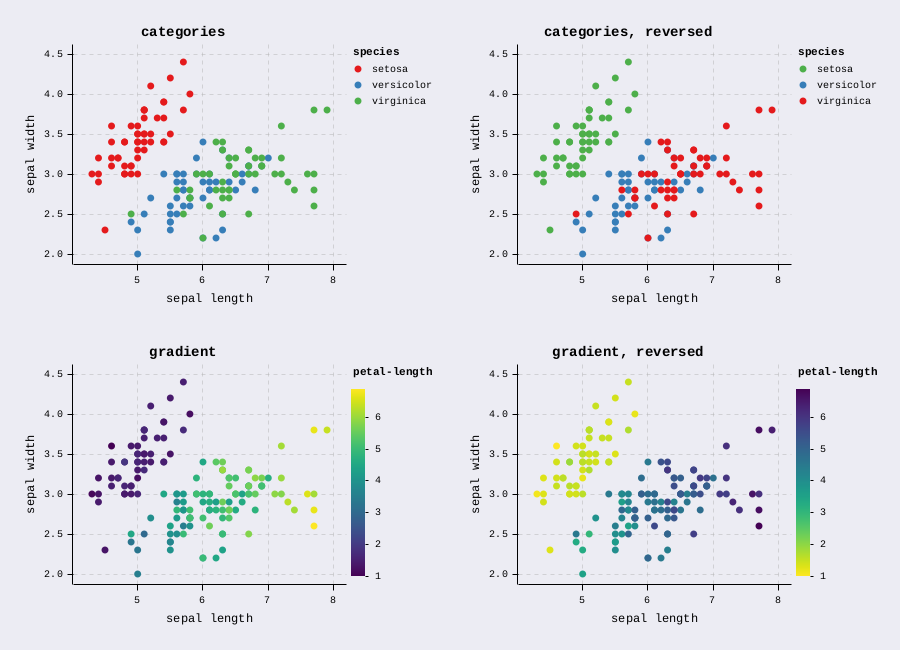 categories
species
setosa
versicolor
virginica
4.5
4.0
3.5
3.0
2.5
2.0
sepal width
5 6 7 8
sepal length
categories, reversed
species
setosa
versicolor
virginica
4.5
4.0
3.5
3.0
2.5
2.0
sepal width
5 6 7 8
sepal length
gradient
petal-length
6
5
4
3
2
1
4.5
4.0
3.5
3.0
2.5
2.0
sepal width
5 6 7 8
sepal length
gradient, reversed
petal-length
6
5
4
3
2
1
4.5
4.0
3.5
3.0
2.5
2.0
sepal width
5 6 7 8
sepal length